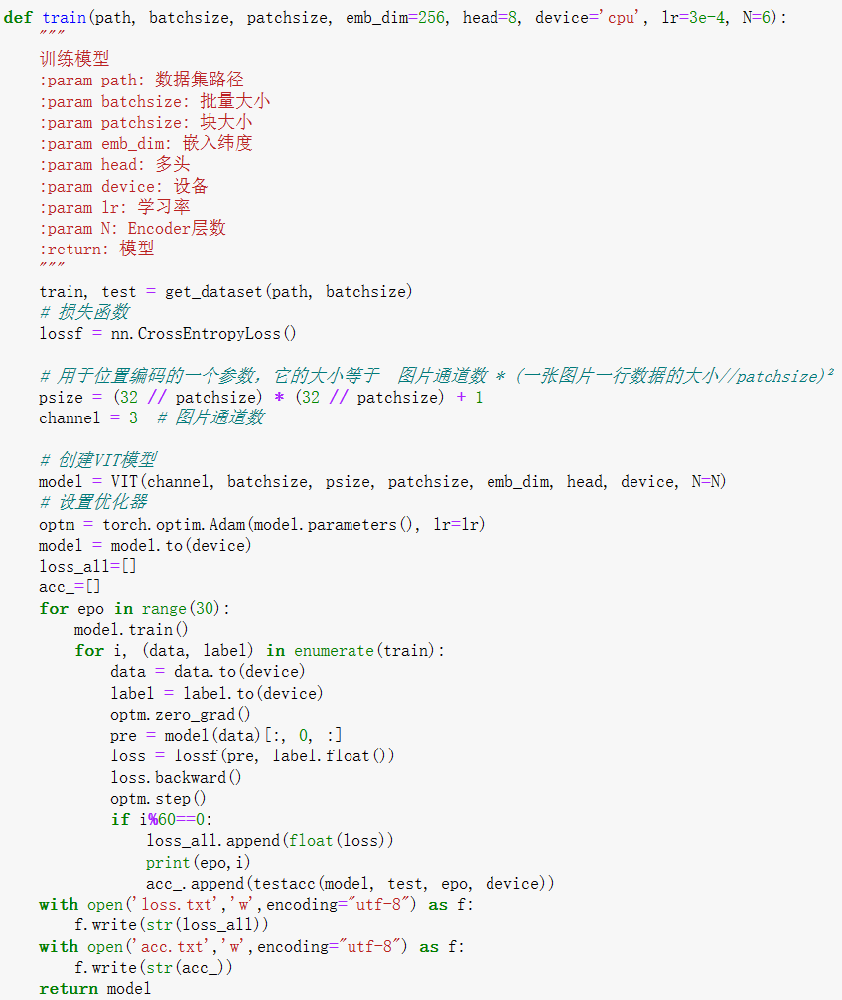 def train(path, batchsize, patchsize, emb_dim=256, head=8, device='cpu', lr=3e-4, N=6):
    """
    训练模型
    :param path: 数据集路径
    :param batchsize: 批量大小
    :param patchsize: 块大小
    :param emb_dim: 嵌入纬度
    :param head: 多头
    :param device: 设备
    :param lr: 学习率
    :param N: Encoder层数
    :return: 模型
    """
    train, test = get_dataset(path, batchsize)
    # 损失函数
    lossf = nn.CrossEntropyLoss()

    # 用于位置编码的一个参数，它的大小等于  图片通道数 * (一张图片一行数据的大小//patchsize)²
    psize = (32 // patchsize) * (32 // patchsize) + 1
    channel = 3  # 图片通道数

    # 创建VIT模型
    model = VIT(channel, batchsize, psize, patchsize, emb_dim, head, device, N=N)
    # 设置优化器
    optm = torch.optim.Adam(model.parameters(), lr=lr)
    model = model.to(device)
    loss_all=[]
    acc_=[]
    for epo in range(30):
        model.train()
        for i, (data, label) in enumerate(train):
            data = data.to(device)
            label = label.to(device)
            optm.zero_grad()
            pre = model(data)[:, 0, :]
            loss = lossf(pre, label.float())
            loss.backward()
            optm.step()
            if i%60==0:
                loss_all.append(float(loss))
                print(epo,i)
                acc_.append(testacc(model, test, epo, device))
    with open('loss.txt','w',encoding="utf-8") as f:
        f.write(str(loss_all))
    with open('acc.txt','w',encoding="utf-8") as f:
        f.write(str(acc_))
    return model